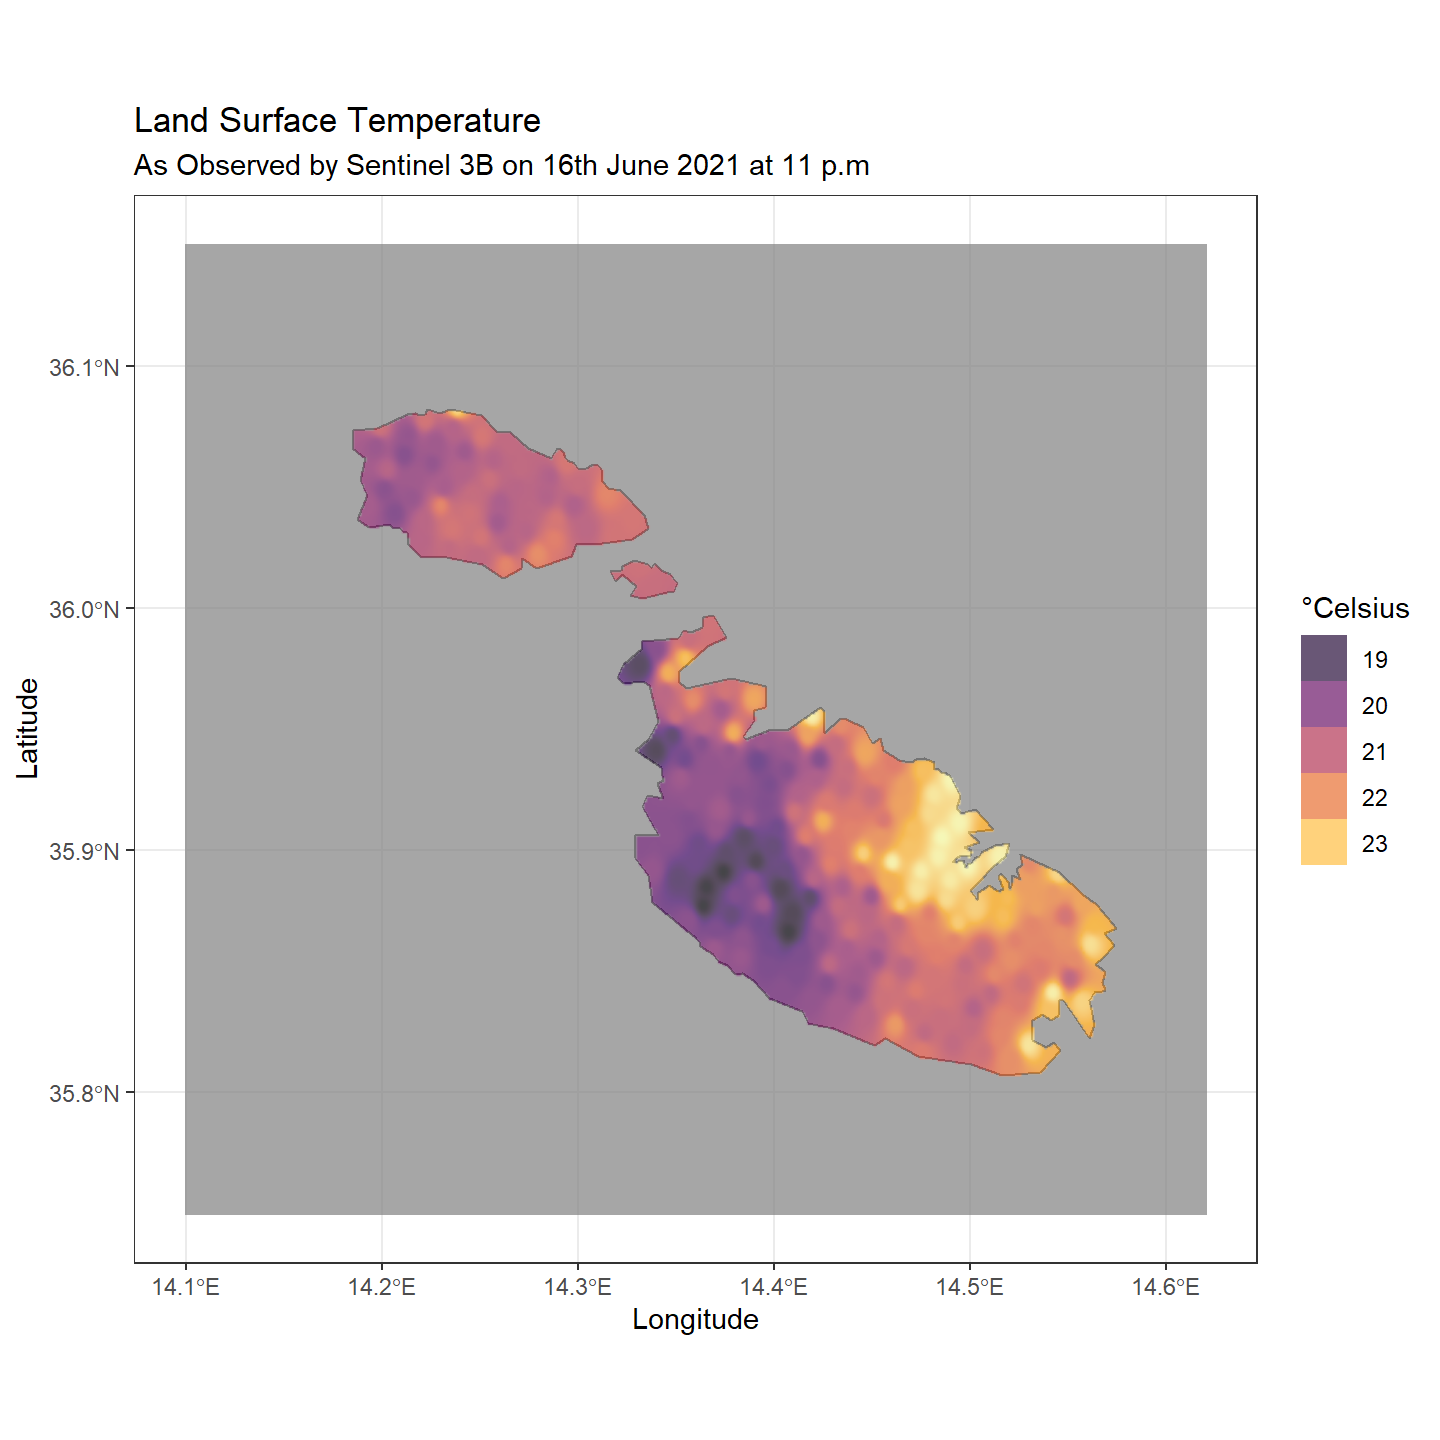 Land Surface Temperature
As Observed by Sentinel 3B on 16th June 2021 at 11 p.m
36.1°N
36.0°N
35.9°N
35.8°N
Latitude
14.1°E 14.2°E 14.3°E 14.4°E 14.5°E 14.6°E
Longitude
°Celsius
19
20
21
22
23